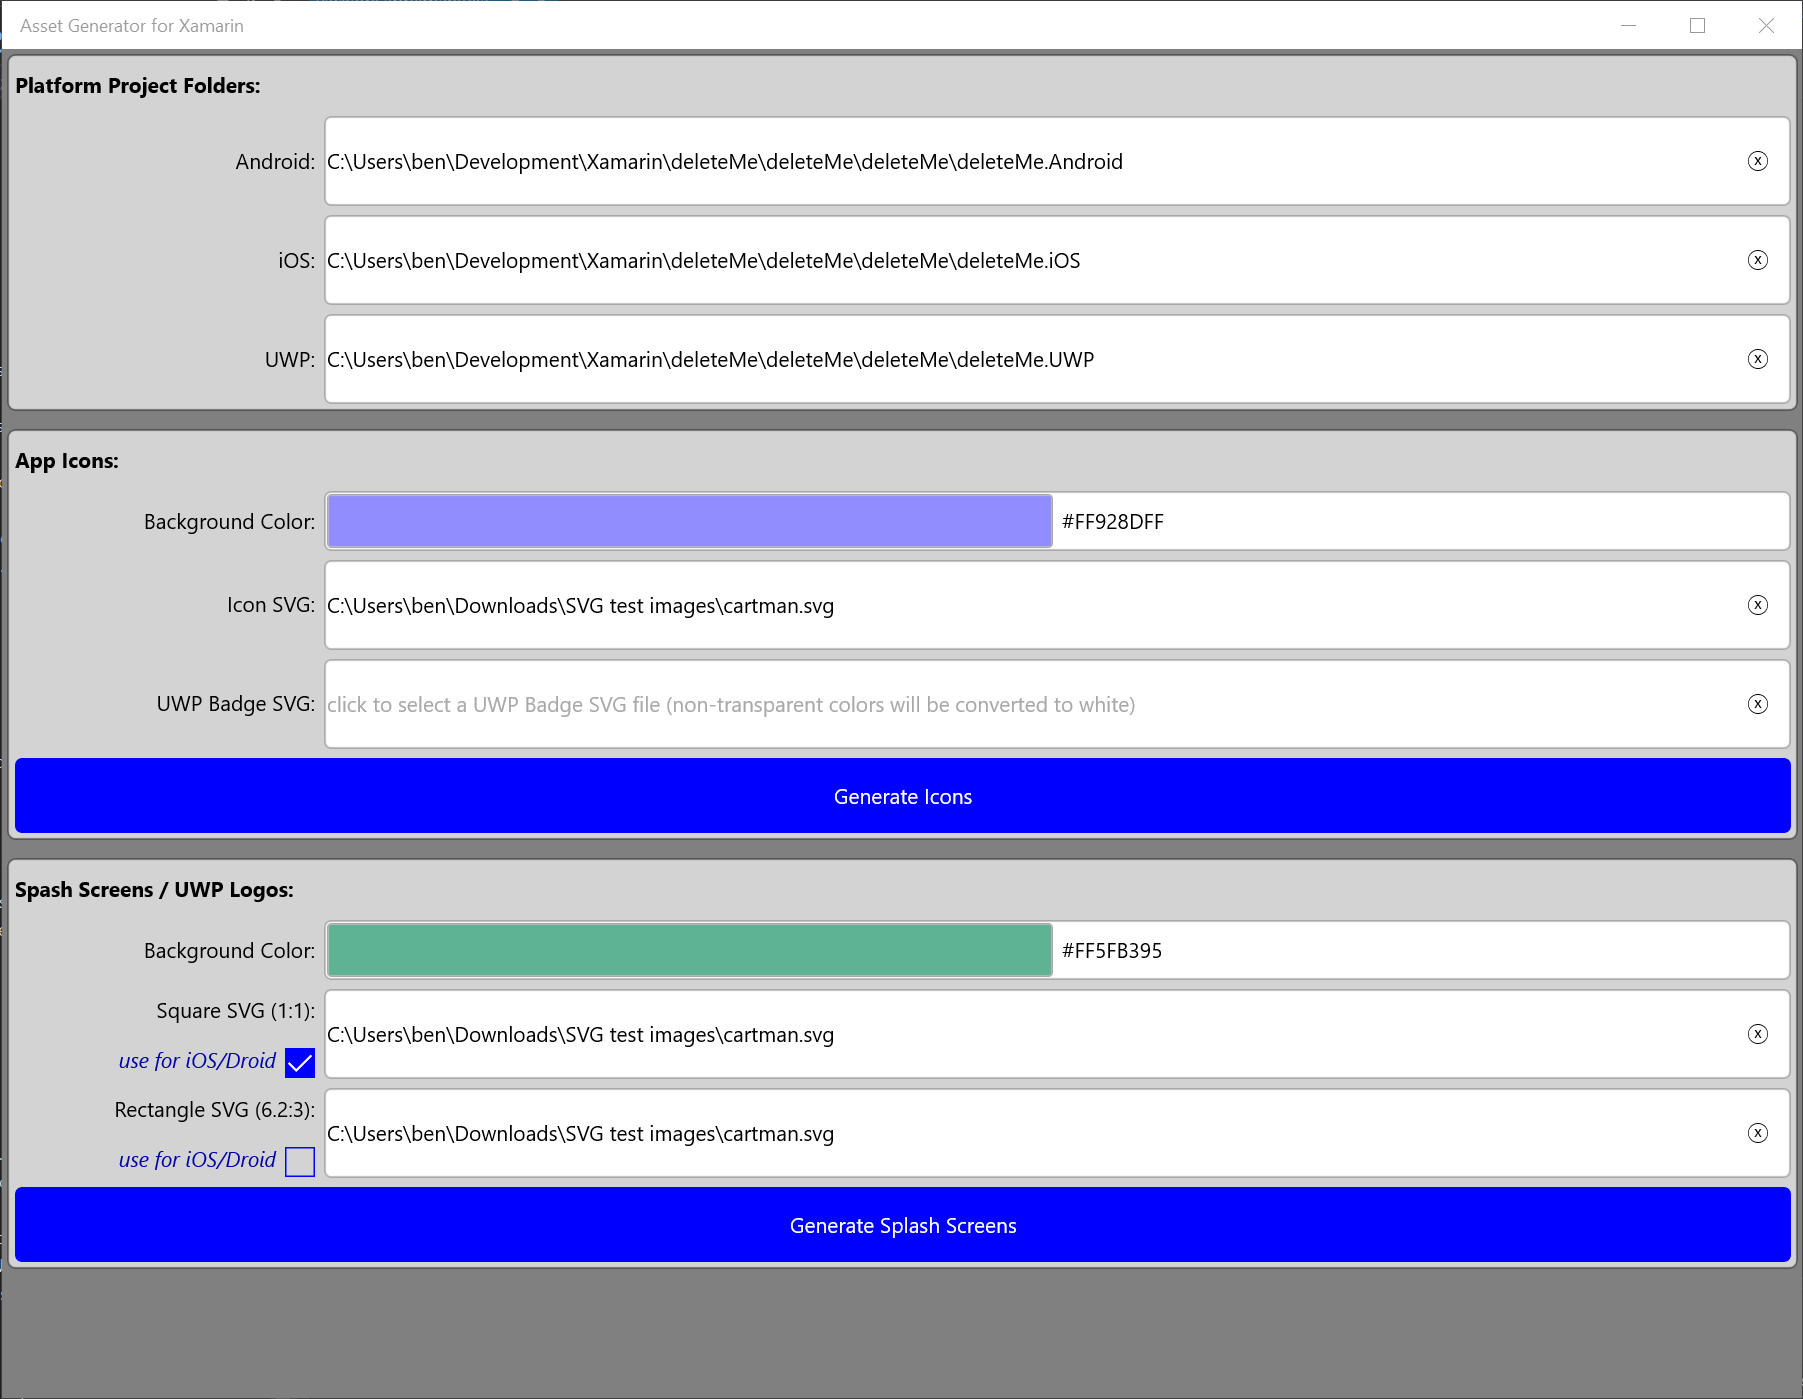 Asset Generator for Xamarin
Platform Project Folders:
Android: C:\Users\ben\Development\Xamarin\deleteMe\deleteMe\deleteMe\deleteMe.Android
iOS: C:\Users\ben\Development\Xamarin\deleteMe\deleteMe\deleteMe\deleteMe.iOS
UWP: C:\Users\ben\Development\Xamarin\deleteMe\deleteMe\deleteMe\deleteMe.UWP
App Icons:
Background Color: #FF928DFF
Icon SVG: C:\Users\ben\Downloads\SVG test images\cartman.svg
UWP Badge SVG: click to select a UWP Badge SVG file (non-transparent colors will be converted to white)
Generate Icons
Spash Screens / UWP Logos:
Background Color: #FF5FB395
Square SVG (1:1):
C:\Users\ben\Downloads\SVG test images\cartman.svg
use for iOS/Droid
Rectangle SVG (6.2:3):
C:\Users\ben\Downloads\SVG test images\cartman.svg
use for iOS/Droid
Generate Splash Screens